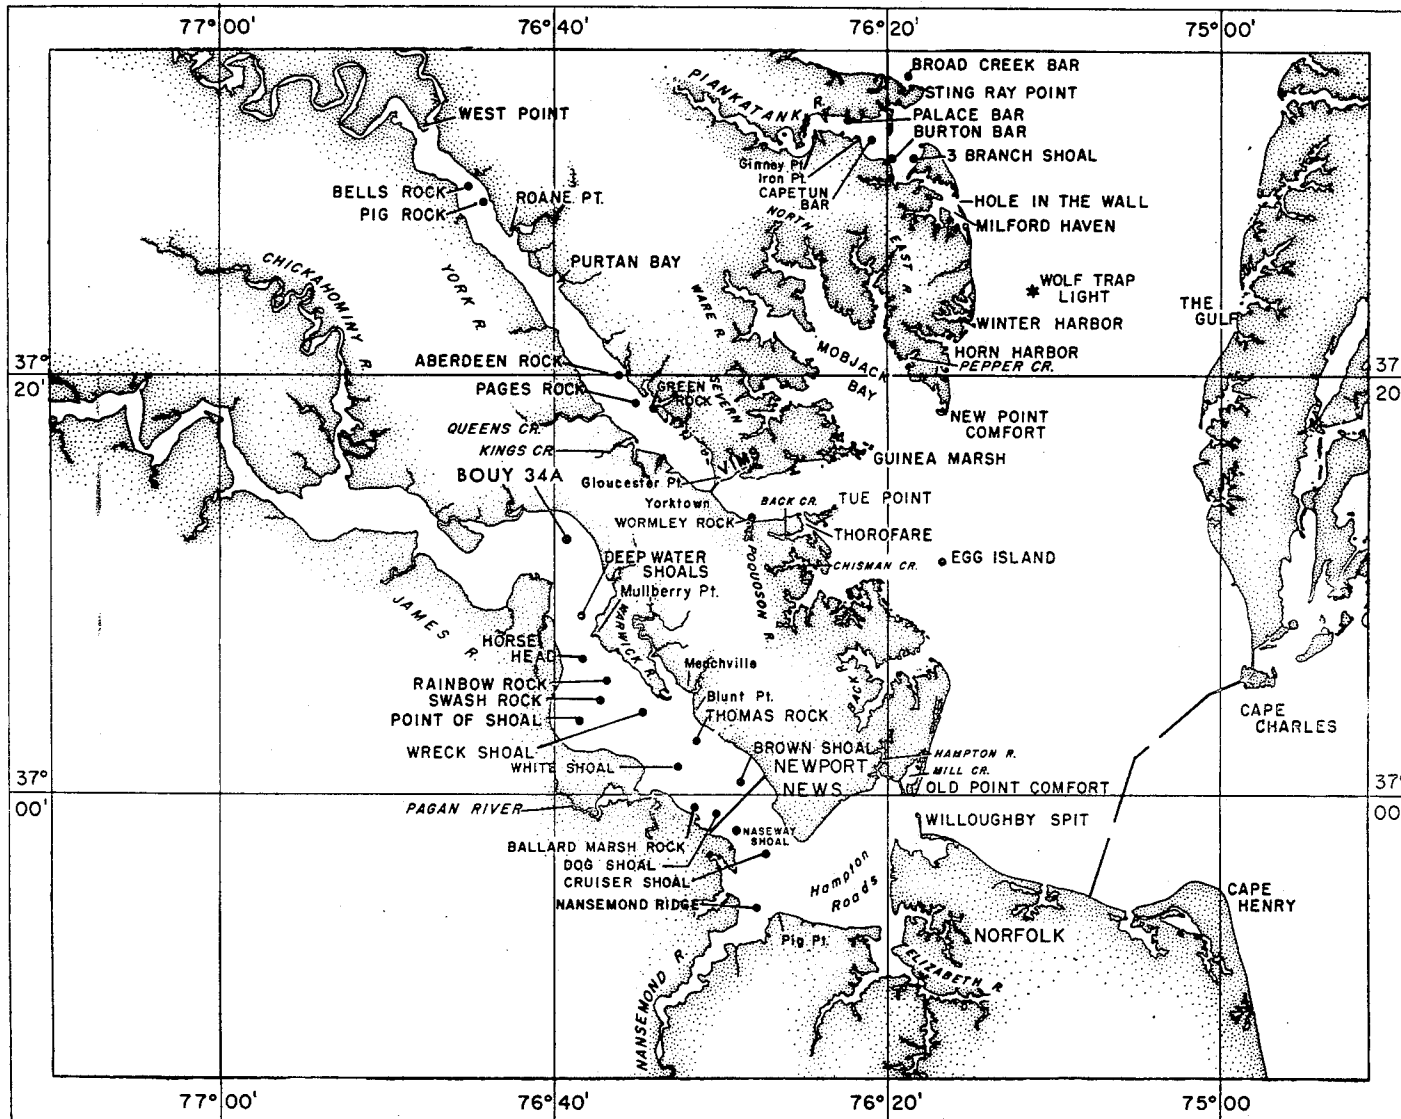 77°00'
76°40'
76°20'
75°00'
BROAD CREEK BAR
STING RAY POINT
PIANKATANK R.
PALACE BAR
BURTON BAR
WEST POINT
Ginney Pt.
Iron Pt.
CAPETUN
BAR
3 BRANCH SHOAL
BELLS ROCK
PIG ROCK
ROANE PT.
HOLE IN THE WALL
MILFORD HAVEN
NORTH
EAST R.
CHICKAHOMINY R.
YORK R.
PURTAN BAY
WARE R.
WOLF TRAP
LIGHT
THE
GULF
WINTER HARBOR
MOBJACK
BAY
HORN HARBOR
PEPPER CR.
37°
20'
37
20'
ABERDEEN ROCK
PAGES ROCK
GREEN
ROCK
SEVERN R.
QUEENS CR.
KINGS CR
NEW POINT
COMFORT
GUINEA MARSH
VIMS
BOUY 34A
Gloucester Pt.
Yorktown
BACK CR.
TUE POINT
WORMLEY ROCK
THOROFARE
DEEP WATER
SHOALS
CHISMAN CR.
EGG ISLAND
POQUOSON R.
Mullberry Pt.
JAMES R.
WARWICK R.
HORSE
HEAD
Menchville
RAINBOW ROCK
SWASH ROCK
POINT OF SHOAL
Blunt Pt.
THOMAS ROCK
BACK R.
CAPE
CHARLES
WRECK SHOAL
WHITE SHOAL
BROWN SHOAL
NEWPORT
NEWS
HAMPTON R.
MILL CR.
OLD POINT COMFORT
37°
00'
37°
00'
PAGAN RIVER
WILLOUGHBY SPIT
NASEWAY
SHOAL
BALLARD MARSH ROCK
DOG SHOAL
CRUISER SHOAL
NANSEMOND RIDGE
Hampton
Roads
CAPE
HENRY
Pig Pt.
NORFOLK
ELIZABETH R.
NANSEMOND R.
77°00'
76°40'
76°20'
75°00'